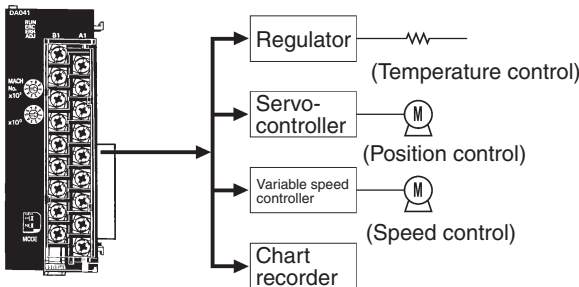 DA041
RUN
ERC
ERH
ADJ
B1 A1
MACH
No.
x10¹
x10⁰
MODE
Regulator
(Temperature control)
Servo-
controller
M
(Position control)
Variable speed
controller
M
(Speed control)
Chart
recorder